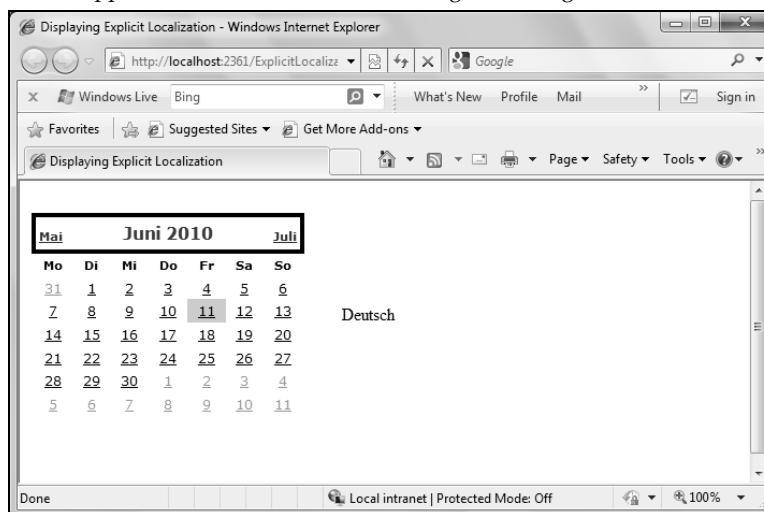 Displaying Explicit Localization - Windows Internet Explorer
http://localhost:2361/ExplicitLocaliza
Google
x Windows Live Bing What's New Profile Mail >> Sign in
Favorites Suggested Sites Get More Add-ons
Displaying Explicit Localization Page Safety Tools >>
Mai Juni 2010 Juli
Mo Di Mi Do Fr Sa So
31 1 2 3 4 5 6
7 8 9 10 11 12 13
14 15 16 17 18 19 20
21 22 23 24 25 26 27
28 29 30 1 2 3 4
5 6 7 8 9 10 11
Deutsch
Done Local intranet | Protected Mode: Off 100%